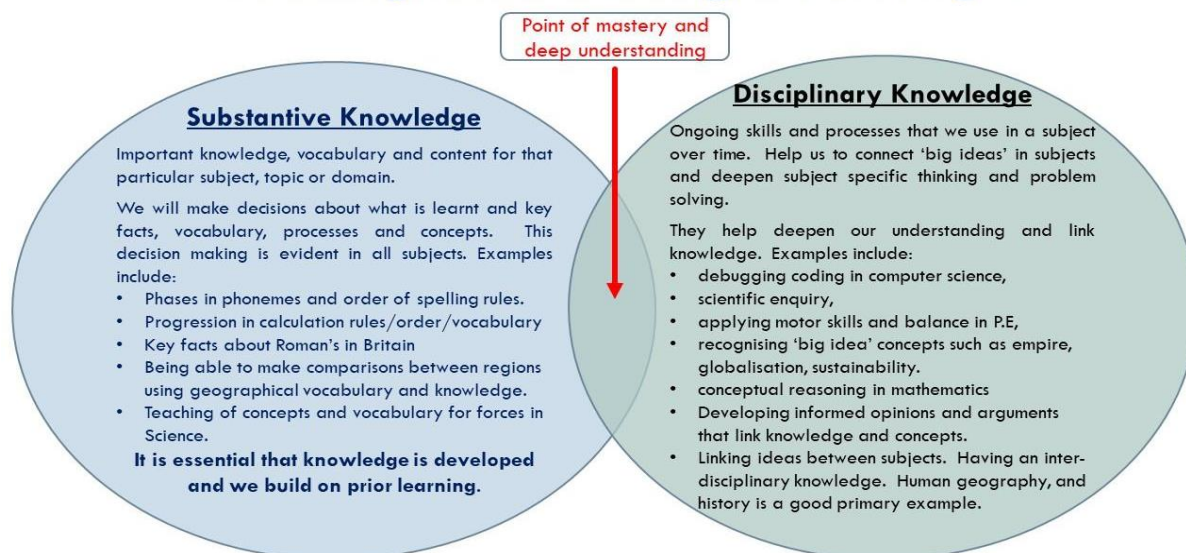 Point of mastery and
deep understanding
Substantive Knowledge
Important knowledge, vocabulary and content for that
particular subject, topic or domain.
We will make decisions about what is learnt and key
facts, vocabulary, processes and concepts. This
decision making is evident in all subjects. Examples
include:
• Phases in phonemes and order of spelling rules.
• Progression in calculation rules/order/vocabulary
• Key facts about Roman's in Britain
• Being able to make comparisons between regions
using geographical vocabulary and knowledge.
• Teaching of concepts and vocabulary for forces in
Science.
It is essential that knowledge is developed
and we build on prior learning.
Disciplinary Knowledge
Ongoing skills and processes that we use in a subject
over time. Help us to connect ‘big ideas’ in subjects
and deepen subject specific thinking and problem
solving.
They help deepen our understanding and link
knowledge. Examples include:
• debugging coding in computer science,
• scientific enquiry,
• applying motor skills and balance in P.E,
• recognising ‘big idea’ concepts such as empire,
globalisation, sustainability.
• conceptual reasoning in mathematics
• Developing informed opinions and arguments
that link knowledge and concepts.
• Linking ideas between subjects. Having an inter-
disciplinary knowledge. Human geography, and
history is a good primary example.